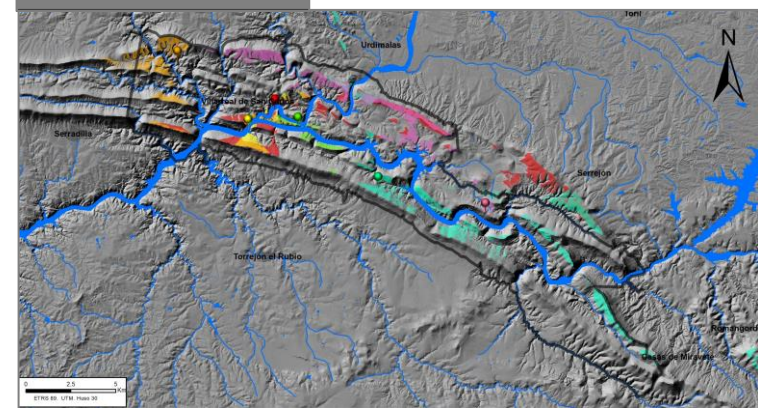 Toril
Urdimalas
N
Villarreal de San Carlos
Serradilla
Serrejón
Torrejón el Rubio
Romangordo
Casas de Miravete
0 2,5 5
Km
ETRS 89. UTM. Huso 30